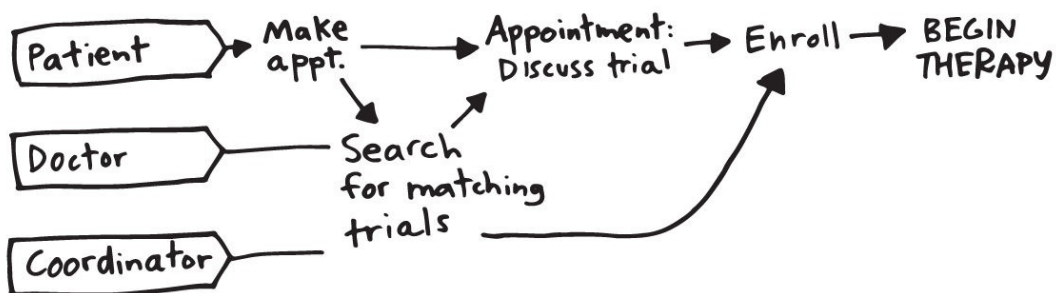 Patient
Make
appt.
Appointment:
Discuss trial
Enroll
BEGIN
THERAPY
Doctor
Search
for matching
trials
Coordinator